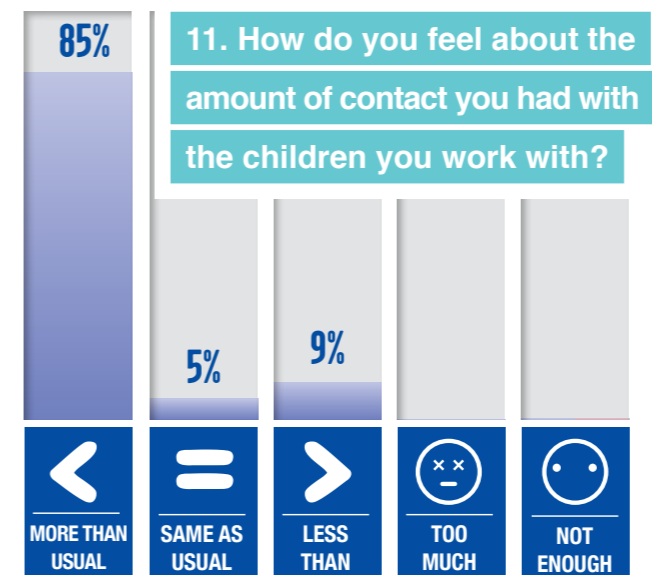 85%
11. How do you feel about the
amount of contact you had with
the children you work with?
5%
9%
<
=
>
MORE THAN
USUAL
SAME AS
USUAL
LESS
THAN
TOO
MUCH
NOT
ENOUGH